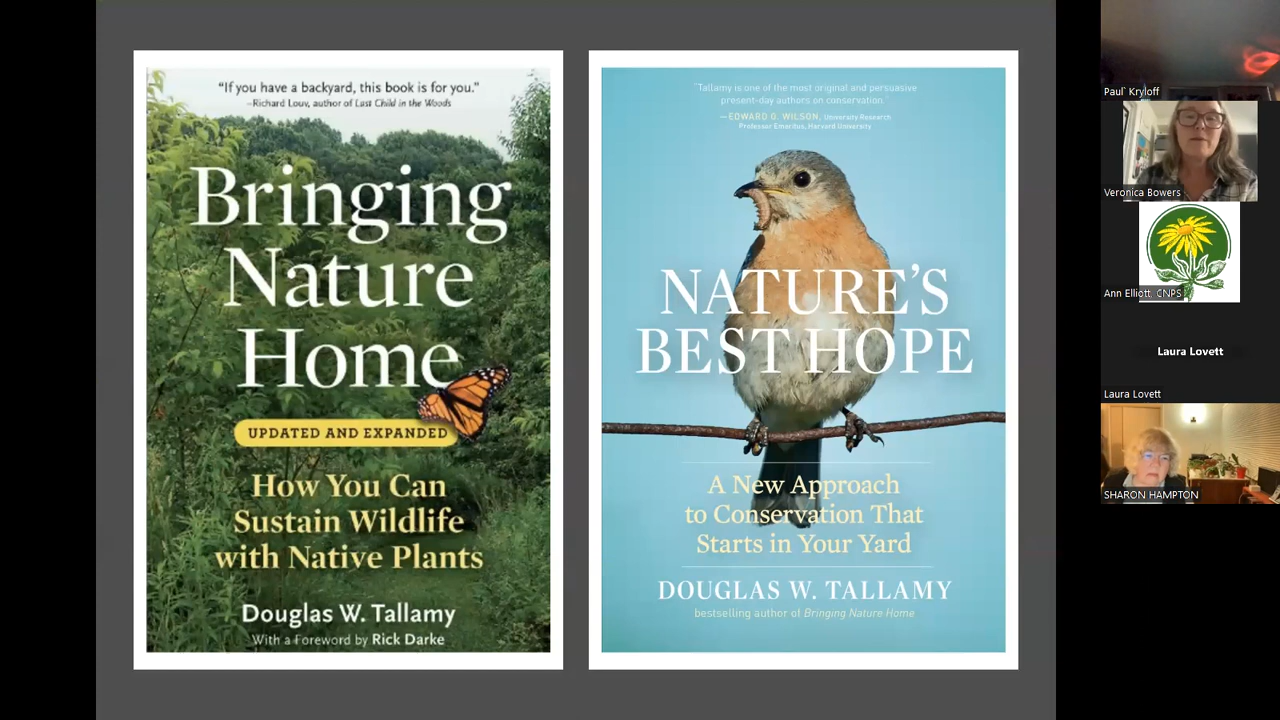 "If you have a backyard, this book is for you."
–Richard Louv, author of Last Child in the Woods
Bringing
Nature
Home
UPDATED AND EXPANDED
How You Can
Sustain Wildlife
with Native Plants
Douglas W. Tallamy
With a Foreword by Rick Darke
"Tallamy is one of the most original and persuasive
present-day authors on conservation."
—EDWARD O. WILSON, University Research
Professor Emeritus, Harvard University
NATURE'S
BEST HOPE
A New Approach
to Conservation That
Starts in Your Yard
DOUGLAS W. TALLAMY
bestselling author of Bringing Nature Home
Paul` Kryloff
Veronica Bowers
Ann Elliott, CNPS
Laura Lovett
Laura Lovett
SHARON HAMPTON